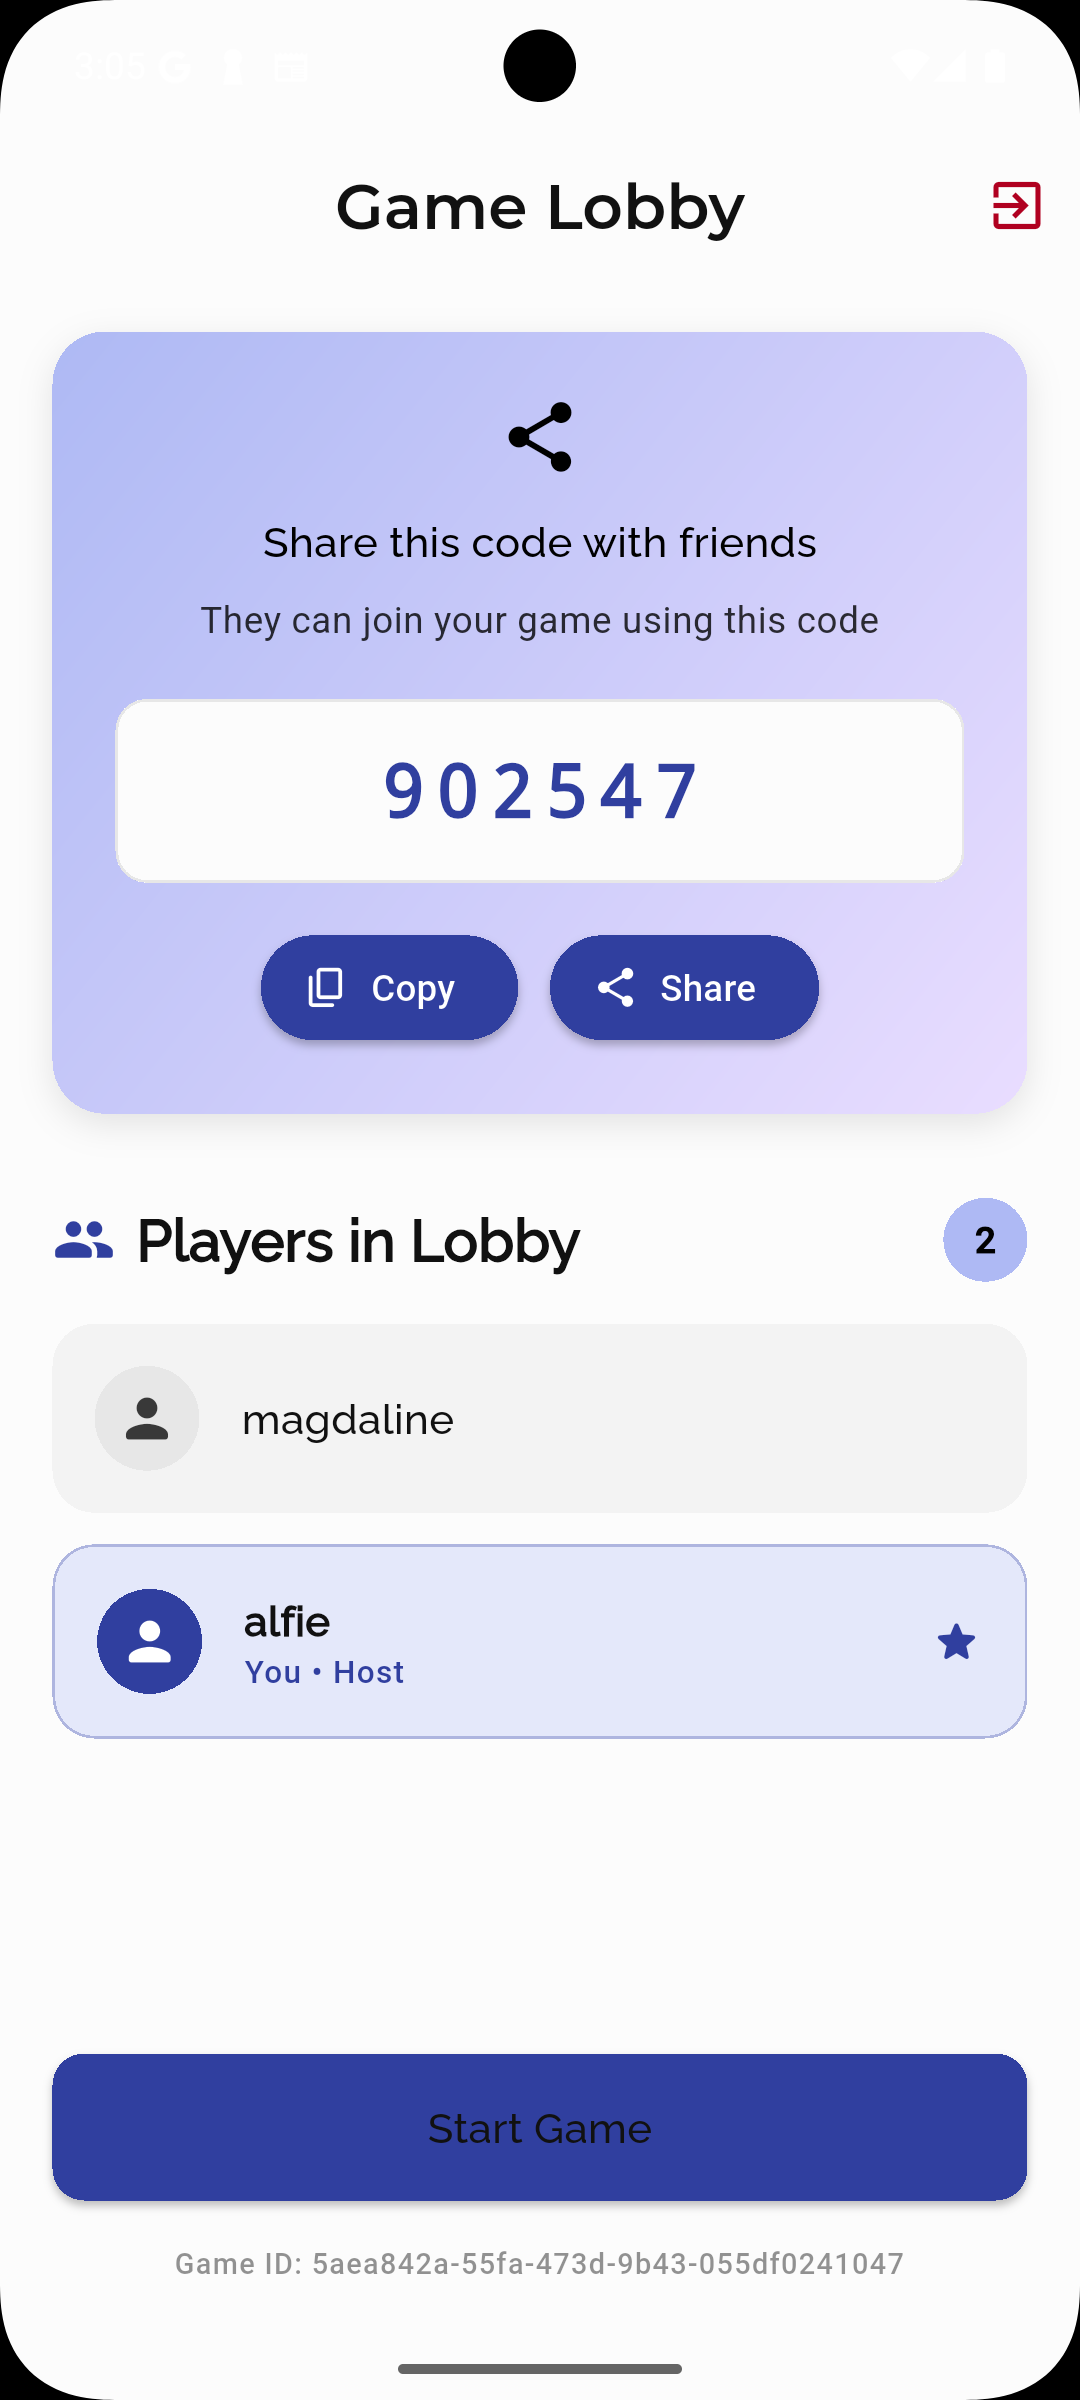 3:05
Game Lobby
Share this code with friends
They can join your game using this code
902547
Copy
Share
Players in Lobby
2
magdaline
alfie
You • Host
Start Game
Game ID: 5aea842a-55fa-473d-9b43-055df0241047